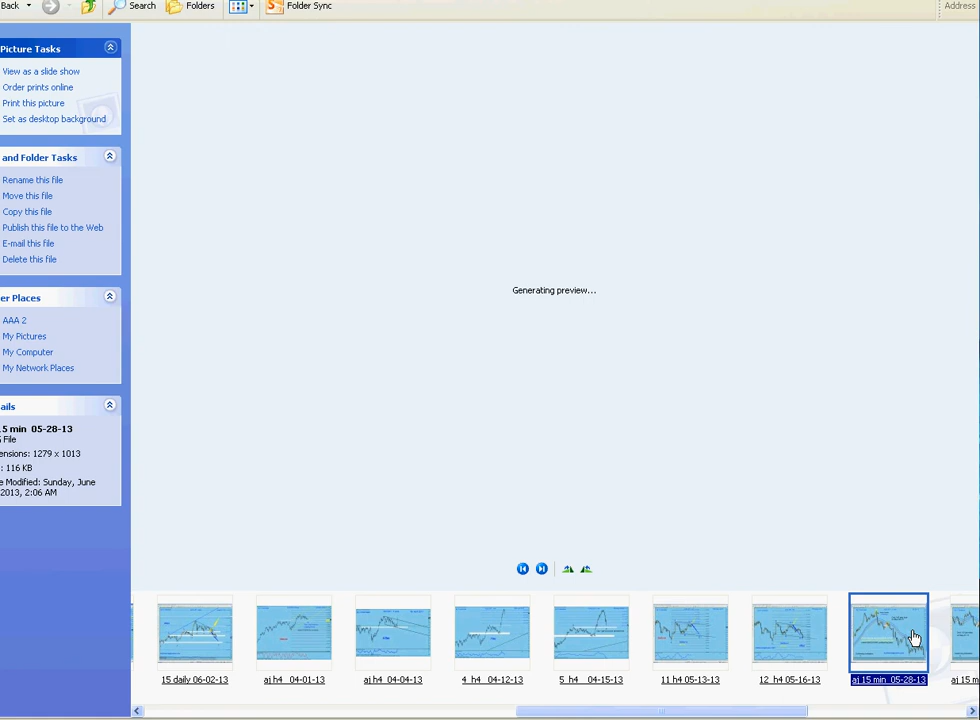 Back Search Folders Folder Sync Address
Picture Tasks
View as a slide show
Order prints online
Print this picture
Set as desktop background
and Folder Tasks
Rename this file
Move this file
Copy this file
Publish this file to the Web
E-mail this file
Delete this file
er Places
AAA 2
My Pictures
My Computer
My Network Places
ails
5 min 05-28-13
File
ensions: 1279 x 1013
: 116 KB
e Modified: Sunday, June
2013, 2:06 AM
Generating preview...
15 daily 06-02-13 aj h4 04-01-13 aj h4 04-04-13 4 h4 04-12-13 5 h4 04-15-13 11 h4 05-13-13 12 h4 05-16-13 aj 15 min 05-28-13 aj 15 m